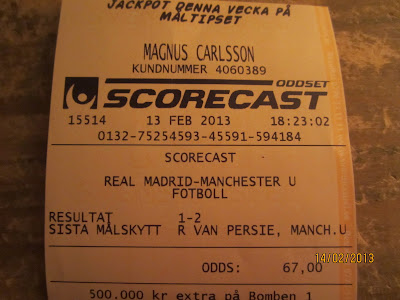 JACKPOT DENNA VECKA PÅ
MÅLTIPSET
MAGNUS CARLSSON
KUNDNUMMER 4060389
ODDSET
SCORECAST
15514 13 FEB 2013 18:23:02
0132-75254593-45591-594184
SCORECAST
REAL MADRID-MANCHESTER U
FOTBOLL
RESULTAT 1-2
SISTA MÅLSKYTT R VAN PERSIE, MANCH.U
ODDS: 67,00
500.000 kr extra på Bomben 1
14/02/2013